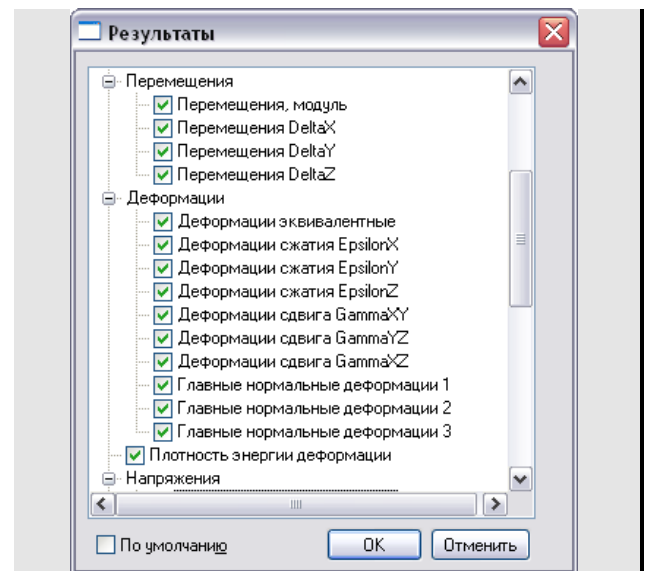 Результаты
Перемещения
Перемещения, модуль
Перемещения DeltaX
Перемещения DeltaY
Перемещения DeltaZ
Деформации
Деформации эквивалентные
Деформации сжатия EpsilonX
Деформации сжатия EpsilonY
Деформации сжатия EpsilonZ
Деформации сдвига GammaXY
Деформации сдвига GammaYZ
Деформации сдвига GammaXZ
Главные нормальные деформации 1
Главные нормальные деформации 2
Главные нормальные деформации 3
Плотность энергии деформации
Напряжения
По умолчанию OK Отменить